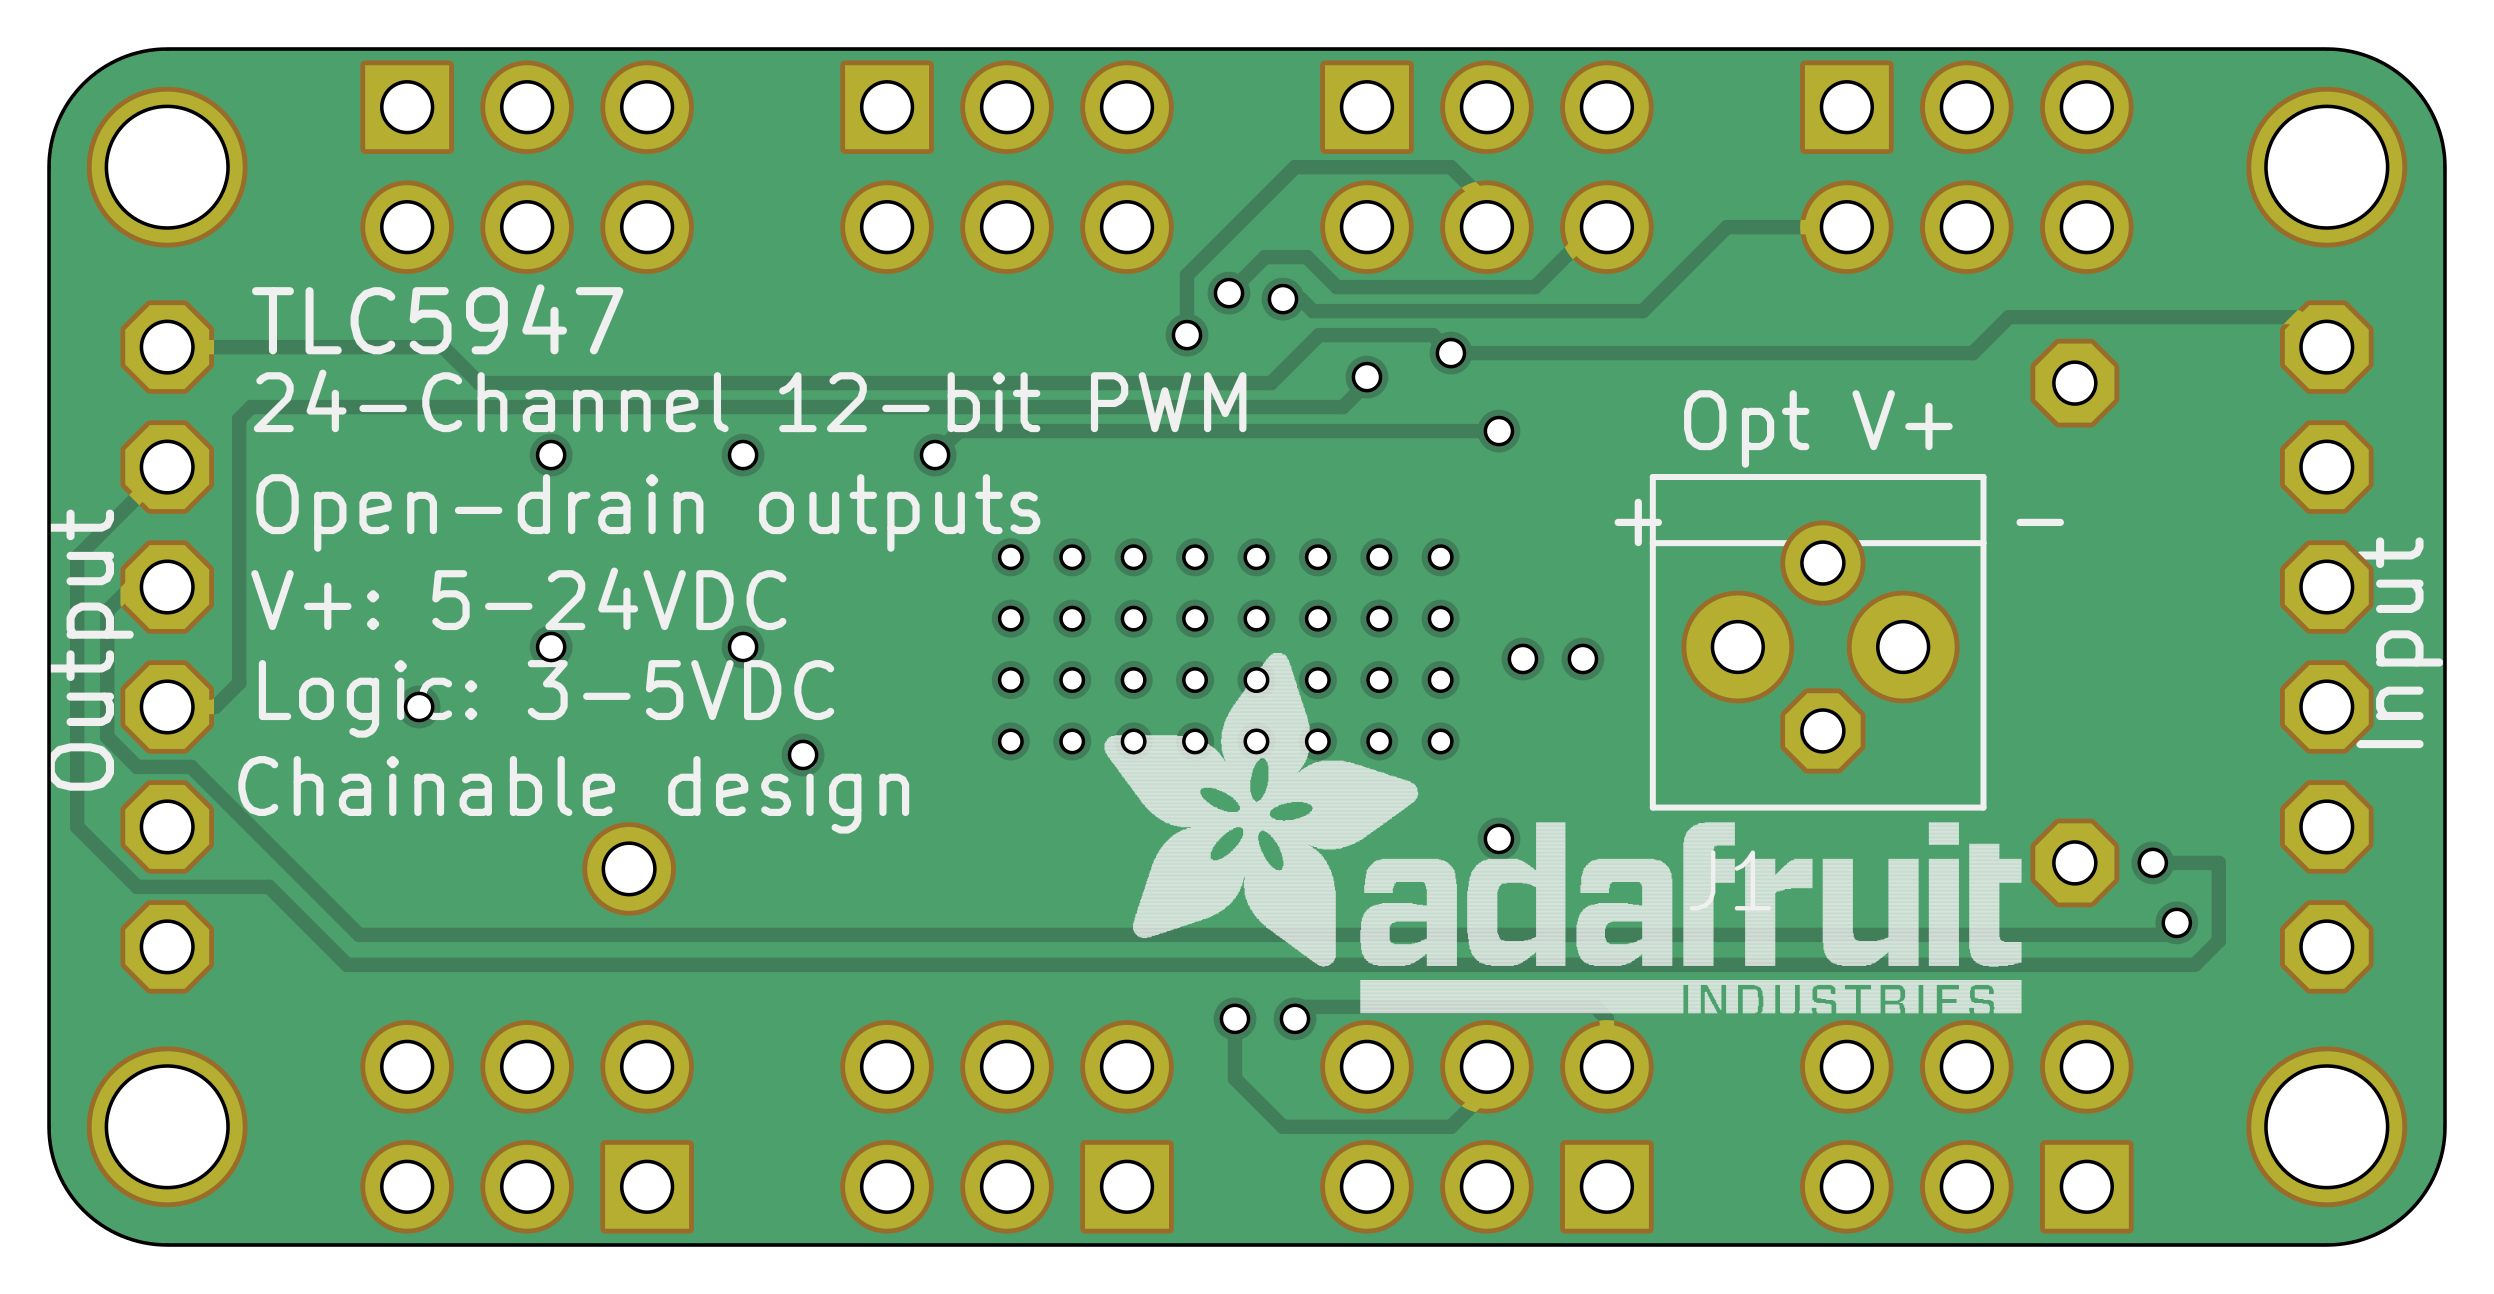 TLC5947
24-Channel 12-bit PWM
Open-drain outputs
V+: 5-24VDC
Logic: 3-5VDC
Chainable design
Output
Opt V+
+ -
Input
J1
adafruit
INDUSTRIES